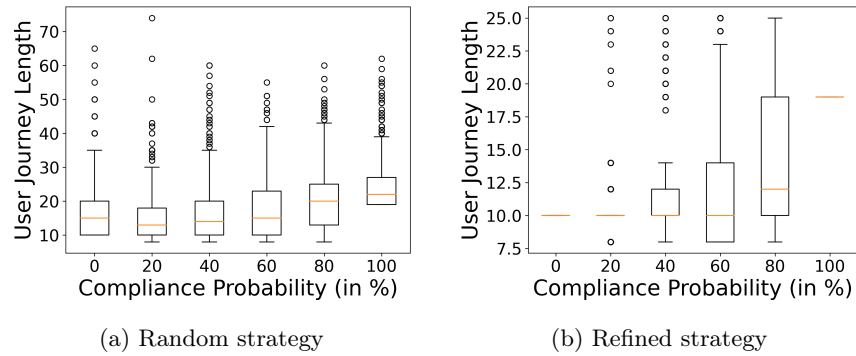 User Journey Length
70
60
50
40
30
20
10
0 20 40 60 80 100
Compliance Probability (in %)
(a) Random strategy
User Journey Length
25.0
22.5
20.0
17.5
15.0
12.5
10.0
7.5
0 20 40 60 80 100
Compliance Probability (in %)
(b) Refined strategy